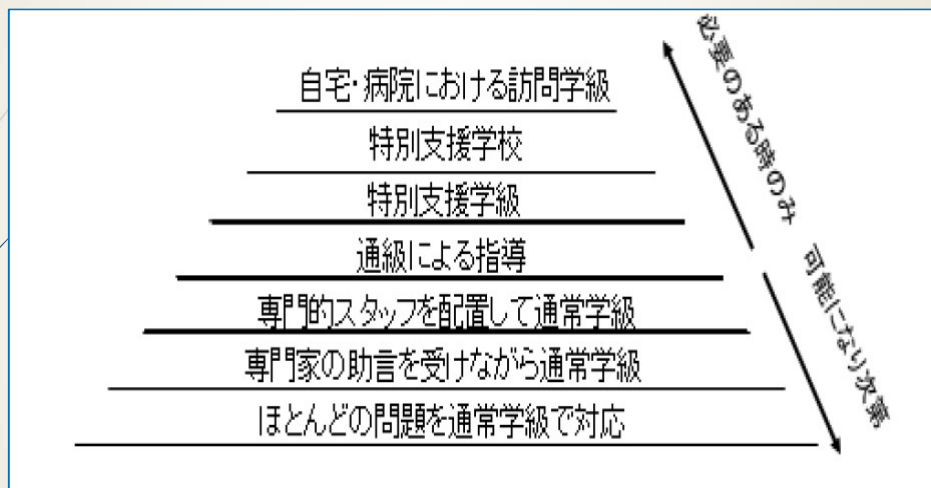 自宅・病院における訪問学級
特別支援学校
特別支援学級
通級による指導
専門的スタッフを配置して通常学級
専門家の助言を受けながら通常学級
ほとんどの問題を通常学級で対応
必要のある時のみ
可能になり次第